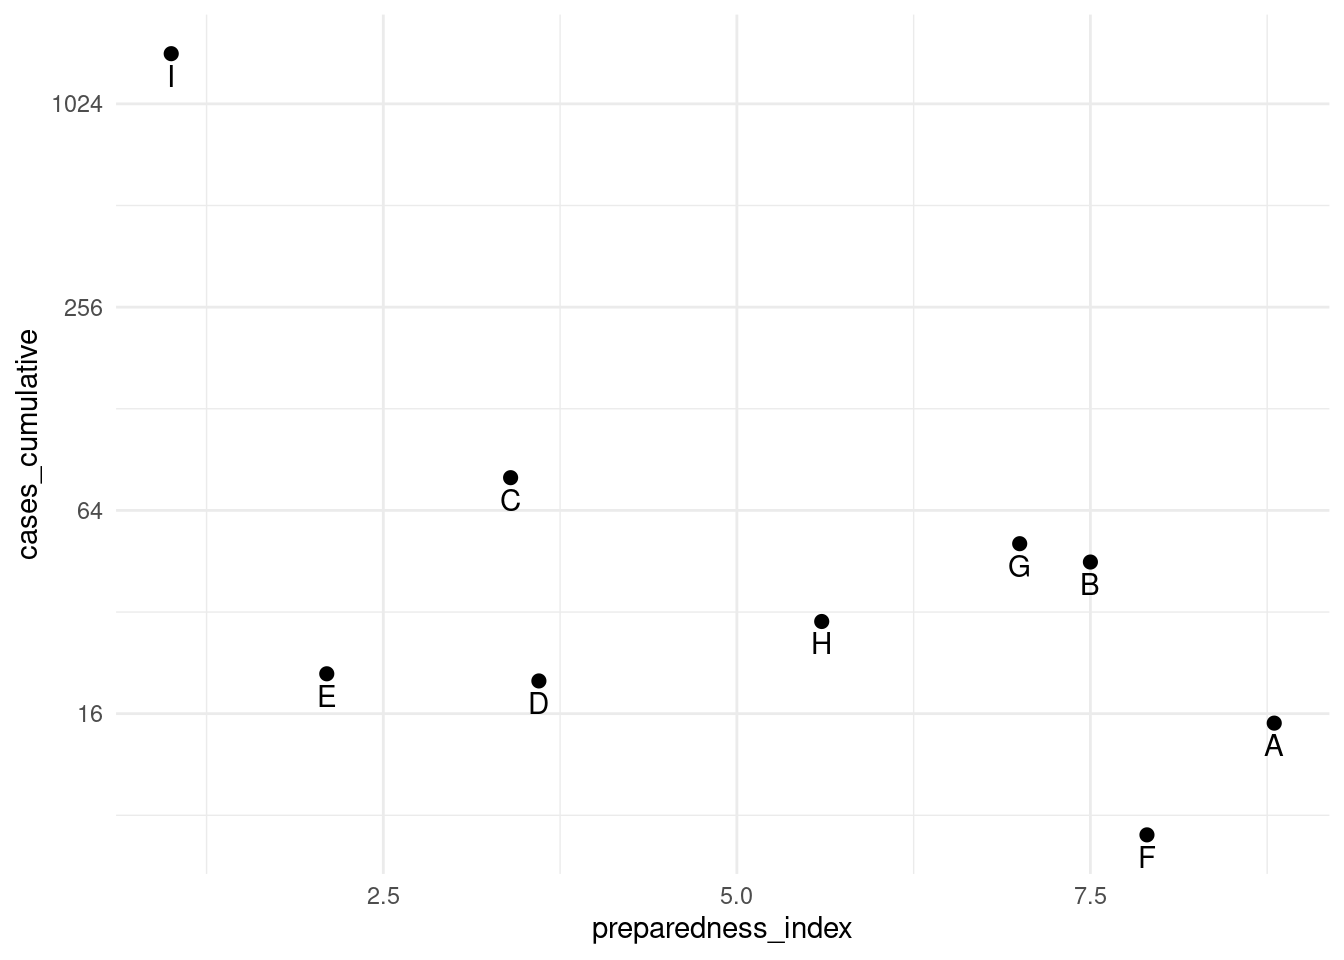 I
1024
256
C
64
G
B
H
E
D
16
A
F
2.5
5.0
7.5
preparedness_index
cases_cumulative